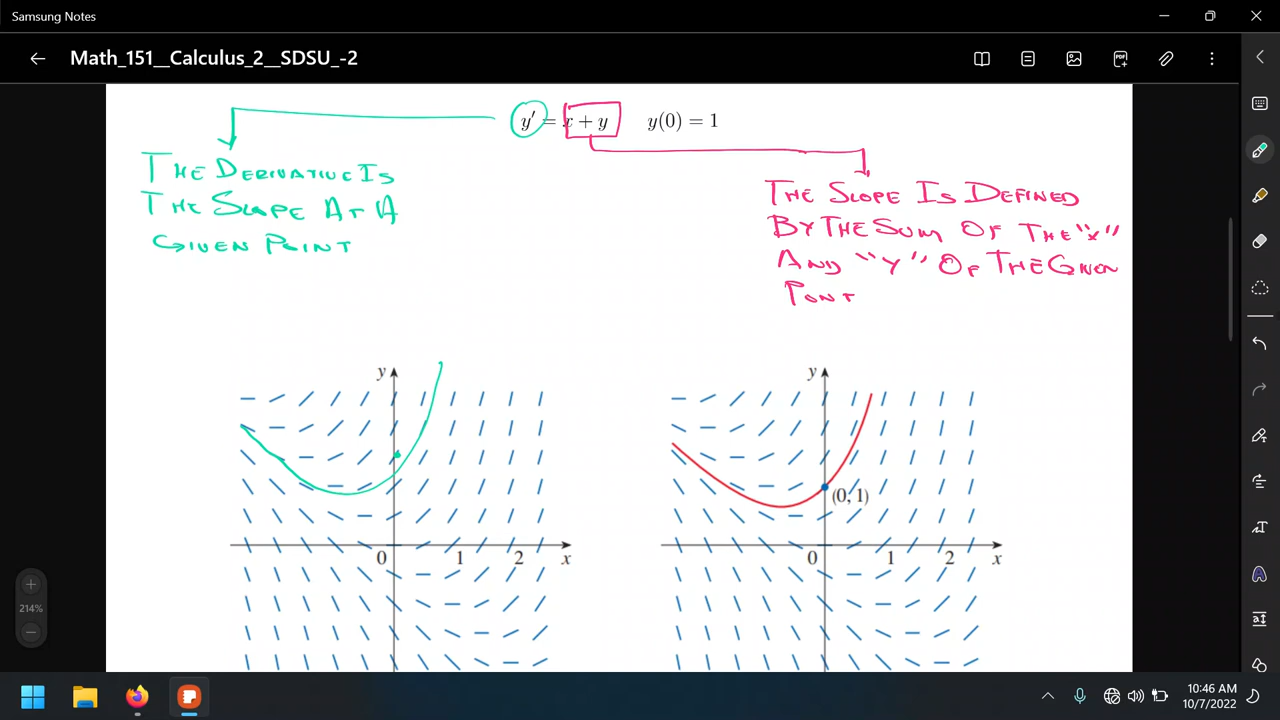 Samsung Notes
Math_151__Calculus_2__SDSU_-2
y′ = x + y    y(0) = 1
THE DERIVATIVE IS
THE SLOPE AT A
GIVEN POINT
THE SLOPE IS DEFINED
BY THE SUM OF THE "X"
AND "Y" OF THE GIVEN
POINT
y
0 1 2 x
y
(0, 1)
0 1 2 x
214%
PDF
10:46 AM
10/7/2022